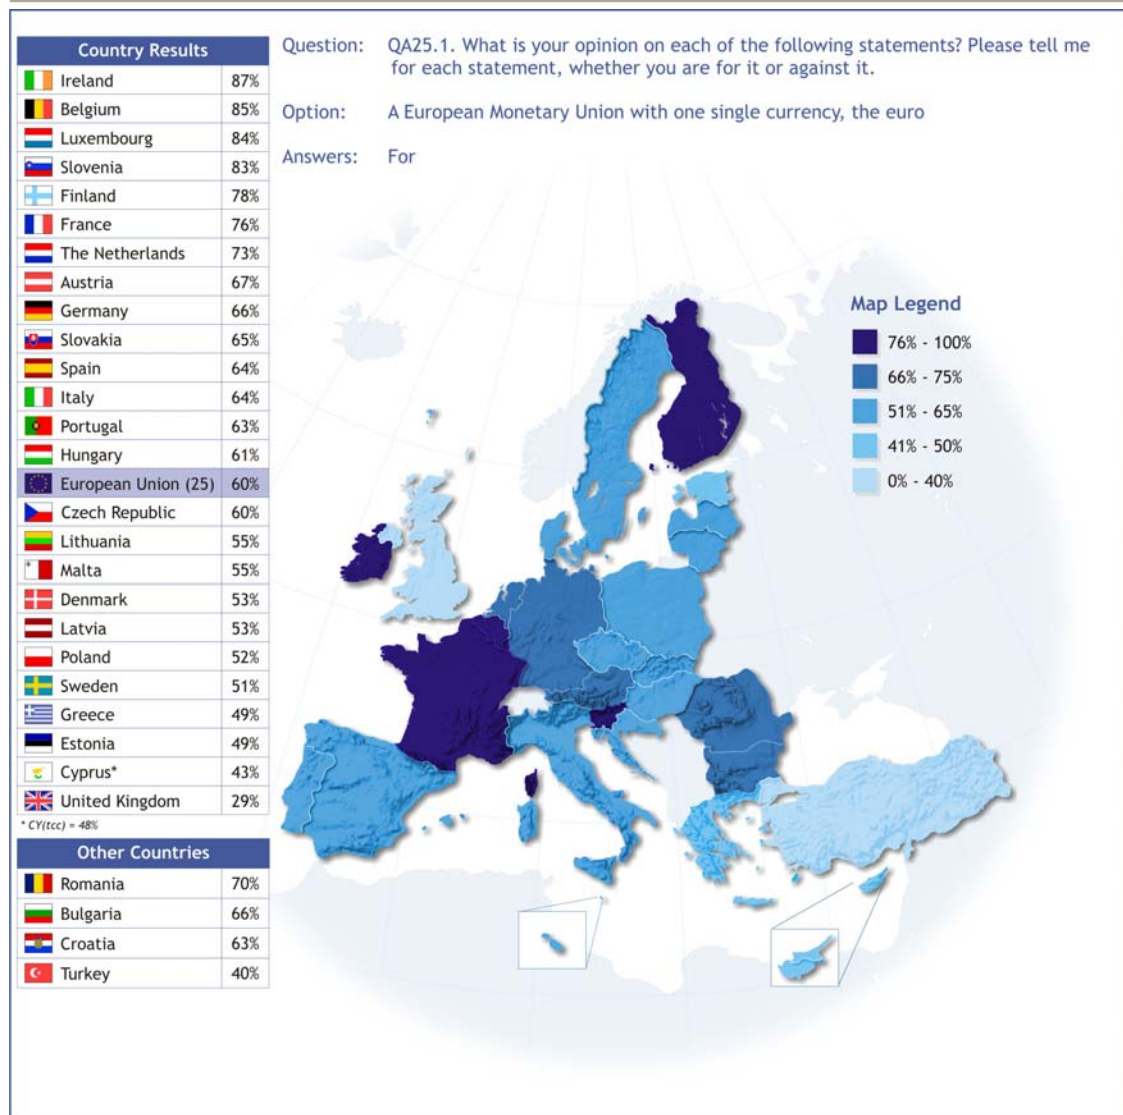 Country Results
Ireland 87%
Belgium 85%
Luxembourg 84%
Slovenia 83%
Finland 78%
France 76%
The Netherlands 73%
Austria 67%
Germany 66%
Slovakia 65%
Spain 64%
Italy 64%
Portugal 63%
Hungary 61%
European Union (25) 60%
Czech Republic 60%
Lithuania 55%
Malta 55%
Denmark 53%
Latvia 53%
Poland 52%
Sweden 51%
Greece 49%
Estonia 49%
Cyprus* 43%
United Kingdom 29%
* CY(tcc) = 48%
Other Countries
Romania 70%
Bulgaria 66%
Croatia 63%
Turkey 40%
Question: QA25.1. What is your opinion on each of the following statements? Please tell me
for each statement, whether you are for it or against it.
Option: A European Monetary Union with one single currency, the euro
Answers: For
Map Legend
76% - 100%
66% - 75%
51% - 65%
41% - 50%
0% - 40%